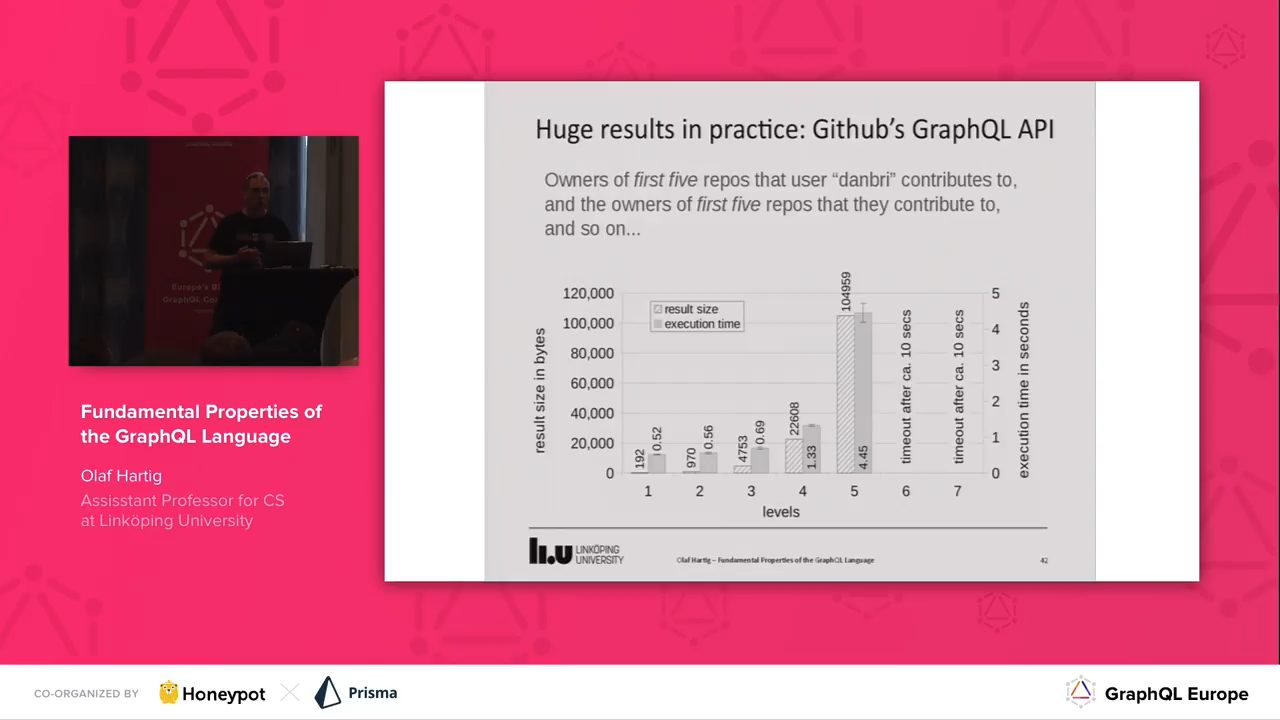 Huge results in practice: Github's GraphQL API
Owners of first five repos that user “danbri” contributes to,
and the owners of first five repos that they contribute to,
and so on...
result size in bytes
120,000
100,000
80,000
60,000
40,000
20,000
0
result size
execution time
192
0.52
970
0.56
4753
0.69
22608
1.33
104959
4.45
timeout after ca. 10 secs
timeout after ca. 10 secs
5
4
3
2
1
0
execution time in seconds
1 2 3 4 5 6 7
levels
LINKÖPING
UNIVERSITY
Olaf Hartig – Fundamental Properties of the GraphQL Language
42
Europe's Bi
GraphQL Con
Fundamental Properties of
the GraphQL Language
Olaf Hartig
Assisstant Professor for CS
at Linköping University
CO-ORGANIZED BY
Honeypot
Prisma
GraphQL Europe